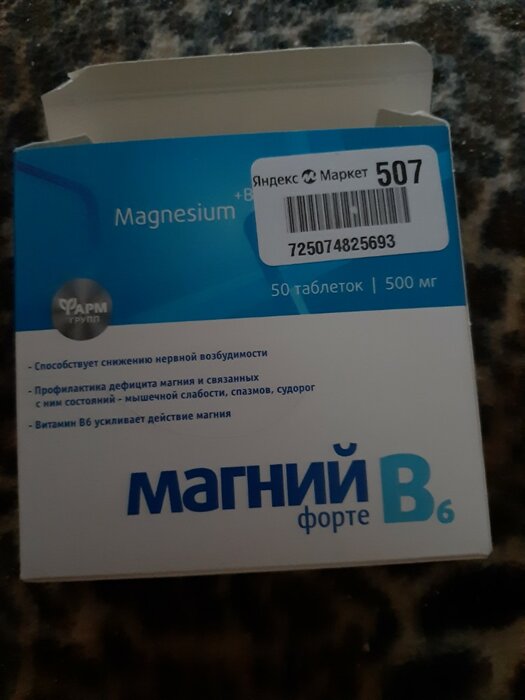 Яндекс Маркет 507
725074825693
Magnesium
50 таблеток | 500 мг
ФАРМ
ГРУПП
- Способствует снижению нервной возбудимости
- Профилактика дефицита магния и связанных
с ним состояний - мышечной слабости, спазмов, судорог
- Витамин В6 усиливает действие магния
магний B6
форте